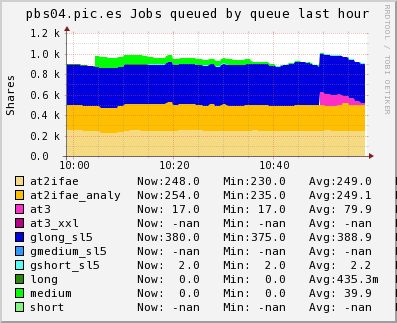 pbs04.pic.es Jobs queued by queue last hour
RRDTOOL / TOBI OETIKER
Shares
1.2 k
1.0 k
0.8 k
0.6 k
0.4 k
0.2 k
0.0
10:00 10:20 10:40
at2ifae Now:248.0 Min:230.0 Avg:249.0
at2ifae_analy Now:254.0 Min:235.0 Avg:249.1
at3 Now: 17.0 Min: 17.0 Avg: 79.9
at3_xxl Now: -nan Min: -nan Avg: -nan
glong_sl5 Now:380.0 Min:375.0 Avg:388.9
gmedium_sl5 Now: -nan Min: -nan Avg: -nan
gshort_sl5 Now: 2.0 Min: 2.0 Avg: 2.2
long Now: 0.0 Min: 0.0 Avg:435.3m
medium Now: 0.0 Min: 0.0 Avg: 39.9
short Now: -nan Min: -nan Avg: -nan